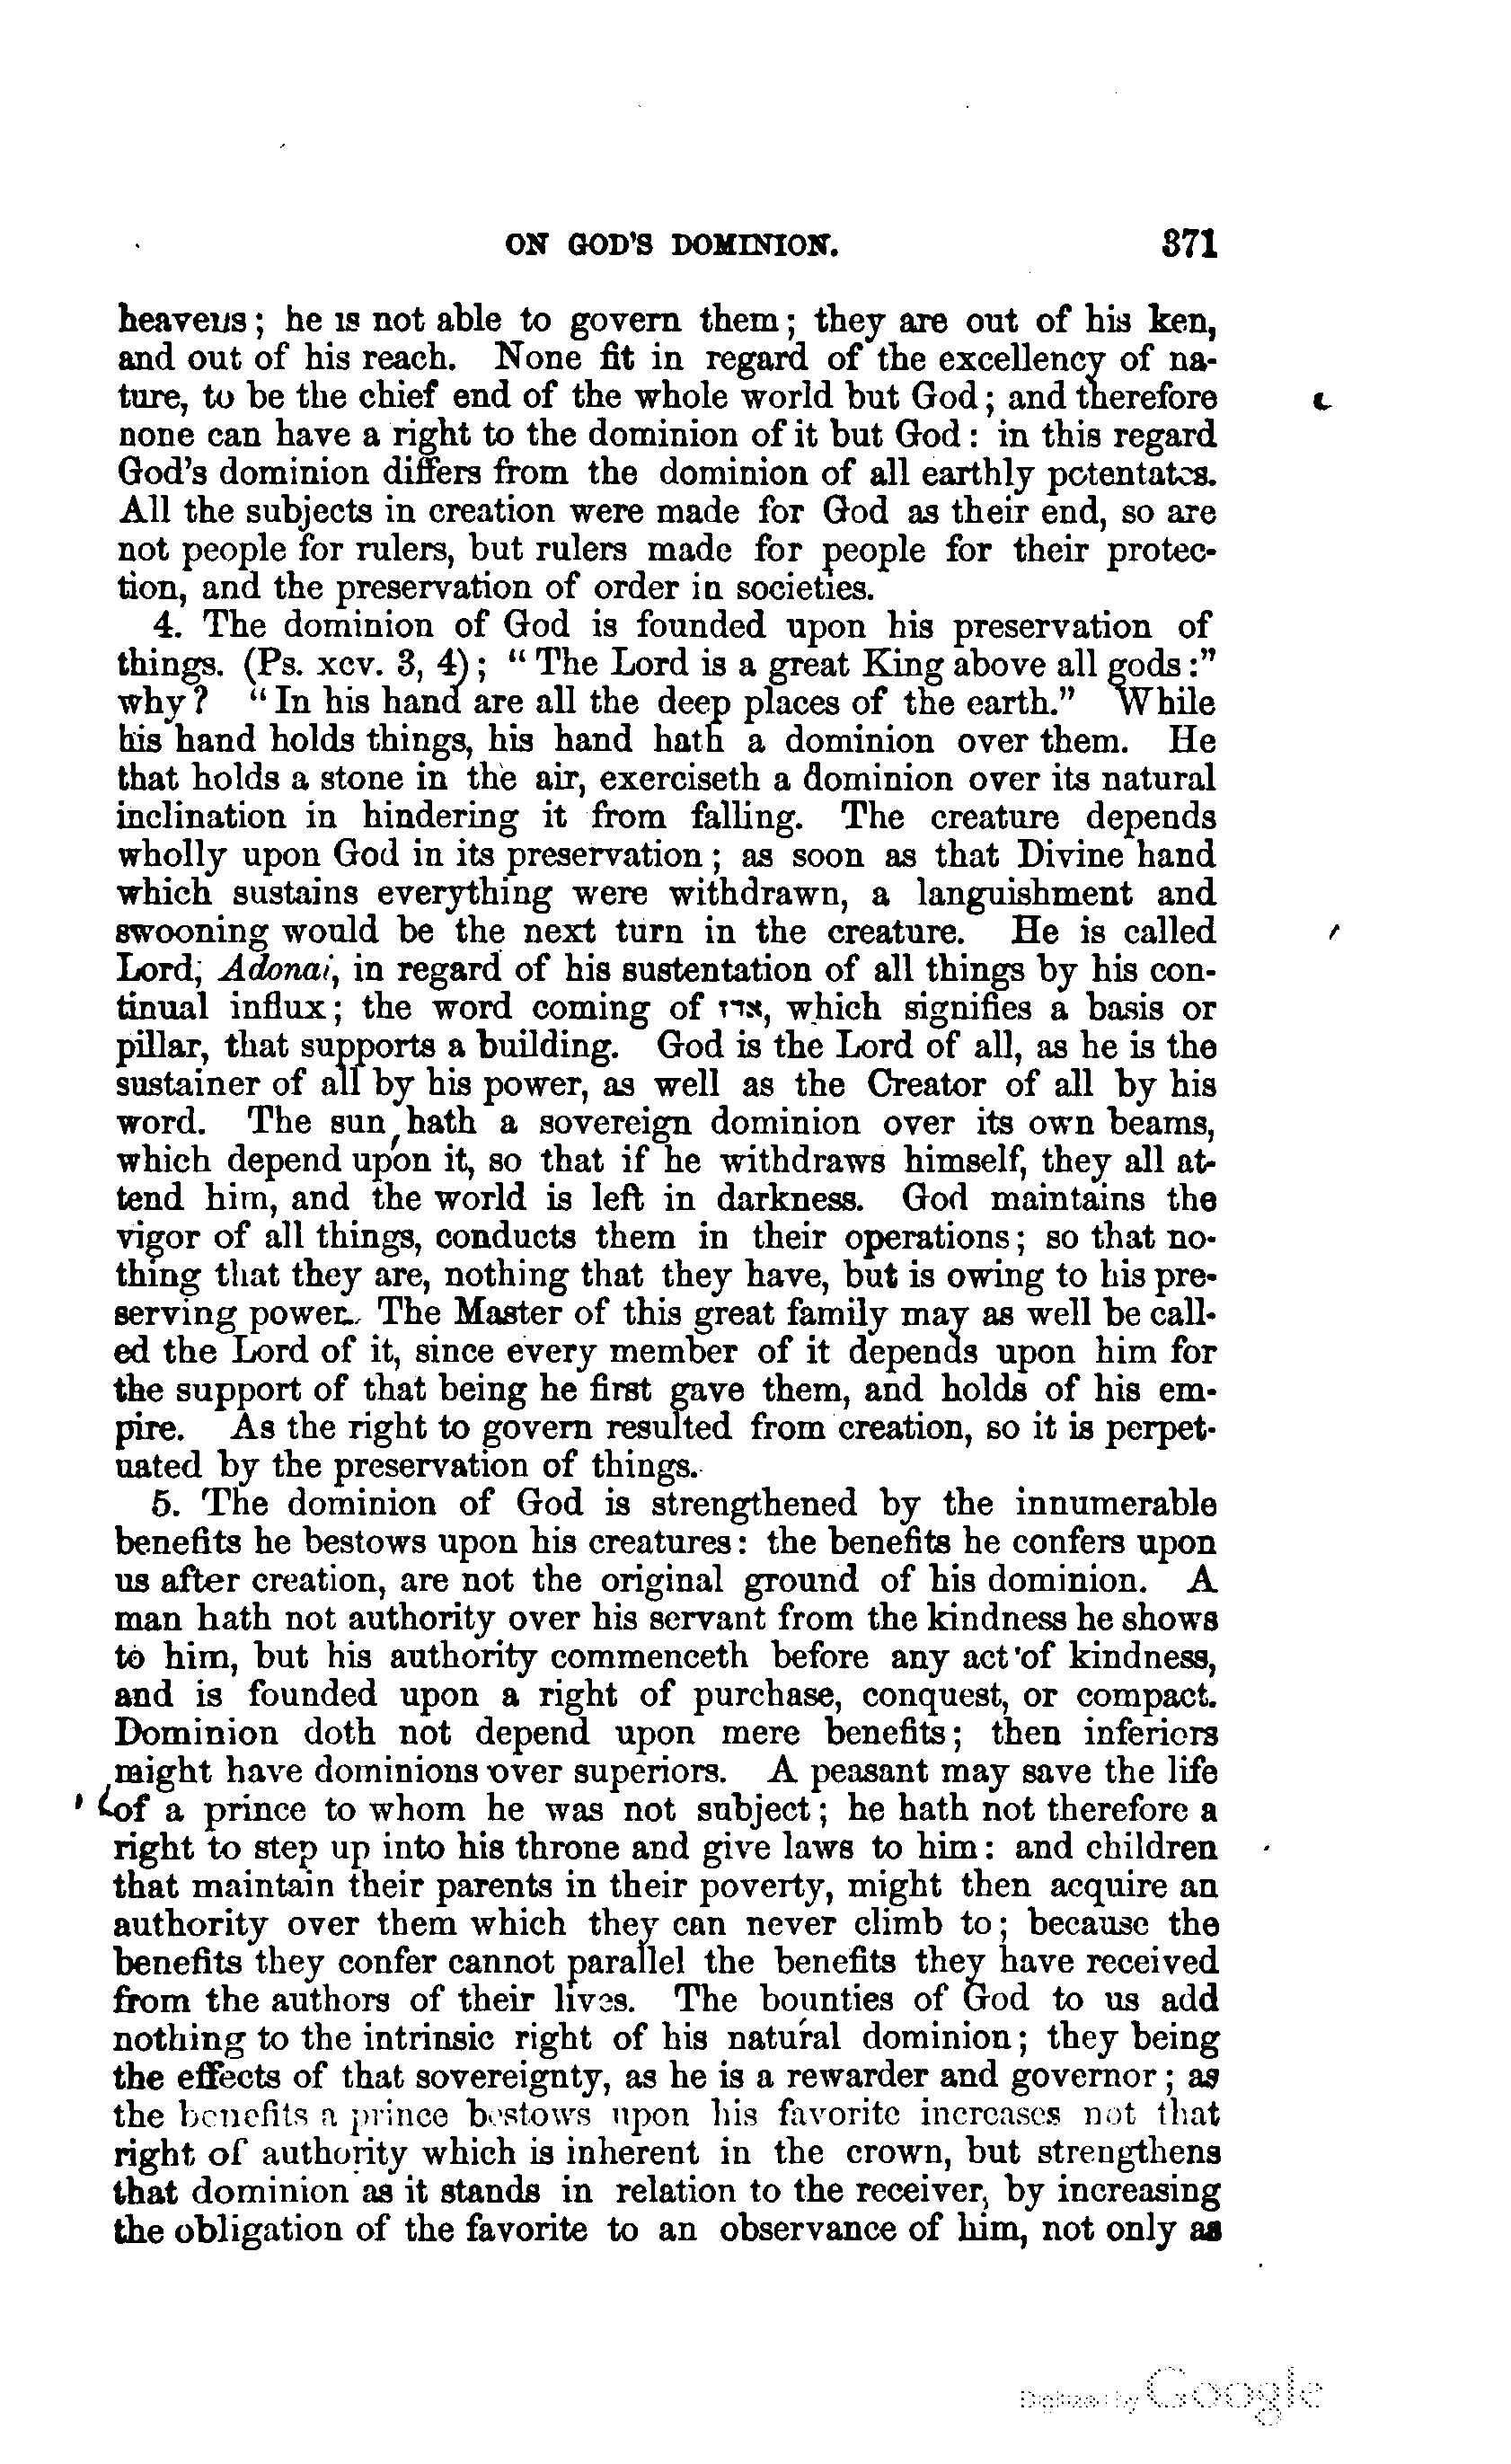 ON GOD'S DOMINION. 371
heavens; he is not able to govern them; they are out of his ken,
and out of his reach. None fit in regard of the excellency of na-
ture, to be the chief end of the whole world but God; and therefore
none can have a right to the dominion of it but God: in this regard
God's dominion differs from the dominion of all earthly potentates.
All the subjects in creation were made for God as their end, so are
not people for rulers, but rulers made for people for their protec-
tion, and the preservation of order in societies.
4. The dominion of God is founded upon his preservation of
things. (Ps. xcv. 3, 4); “The Lord is a great King above all gods:”
why? “In his hand are all the deep places of the earth.” While
his hand holds things, his hand hath a dominion over them. He
that holds a stone in the air, exerciseth a dominion over its natural
inclination in hindering it from falling. The creature depends
wholly upon God in its preservation; as soon as that Divine hand
which sustains everything were withdrawn, a languishment and
swooning would be the next turn in the creature. He is called
Lord, Adonai, in regard of his sustentation of all things by his con-
tinual influx; the word coming of אדז, which signifies a basis or
pillar, that supports a building. God is the Lord of all, as he is the
sustainer of all by his power, as well as the Creator of all by his
word. The sun hath a sovereign dominion over its own beams,
which depend upon it, so that if he withdraws himself, they all at-
tend him, and the world is left in darkness. God maintains the
vigor of all things, conducts them in their operations; so that no-
thing that they are, nothing that they have, but is owing to his pre-
serving power. The Master of this great family may as well be call-
ed the Lord of it, since every member of it depends upon him for
the support of that being he first gave them, and holds of his em-
pire. As the right to govern resulted from creation, so it is perpet-
uated by the preservation of things.
5. The dominion of God is strengthened by the innumerable
benefits he bestows upon his creatures: the benefits he confers upon
us after creation, are not the original ground of his dominion. A
man hath not authority over his servant from the kindness he shows
to him, but his authority commenceth before any act of kindness,
and is founded upon a right of purchase, conquest, or compact.
Dominion doth not depend upon mere benefits; then inferiors
might have dominions over superiors. A peasant may save the life
of a prince to whom he was not subject; he hath not therefore a
right to step up into his throne and give laws to him: and children
that maintain their parents in their poverty, might then acquire an
authority over them which they can never climb to; because the
benefits they confer cannot parallel the benefits they have received
from the authors of their lives. The bounties of God to us add
nothing to the intrinsic right of his natural dominion; they being
the effects of that sovereignty, as he is a rewarder and governor; as
the benefits a prince bestows upon his favorite increases not that
right of authority which is inherent in the crown, but strengthens
that dominion as it stands in relation to the receiver, by increasing
the obligation of the favorite to an observance of him, not only as
Digitized by Google